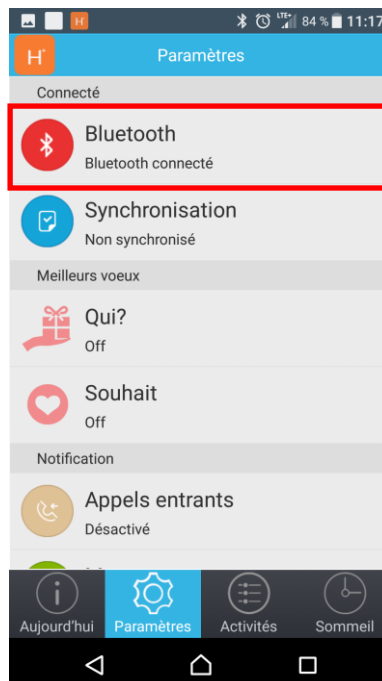 H 84 % 11:17
H Paramètres
Connecté
Bluetooth
Bluetooth connecté
Synchronisation
Non synchronisé
Meilleurs voeux
Qui?
Off
Souhait
Off
Notification
Appels entrants
Désactivé
Aujourd'hui Paramètres Activités Sommeil